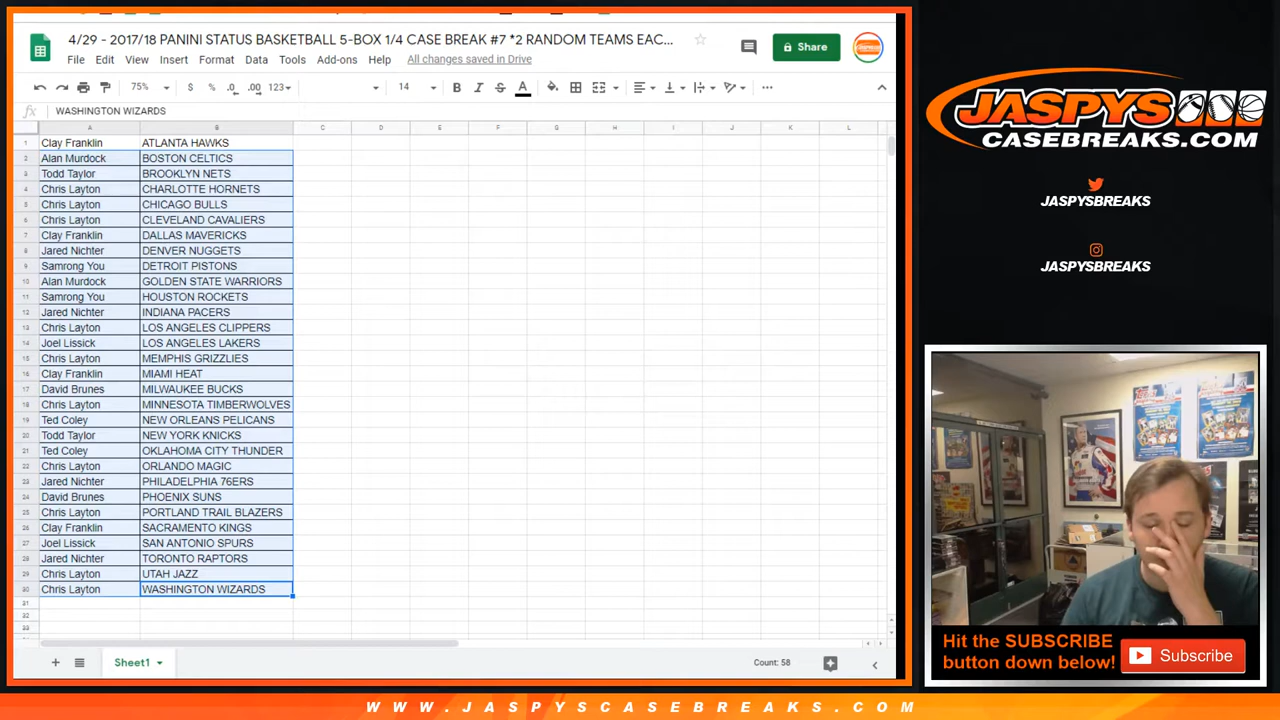 4/29 - 2017/18 PANINI STATUS BASKETBALL 5-BOX 1/4 CASE BREAK #7 *2 RANDOM TEAMS EAC...
Share
File Edit View Insert Format Data Tools Add-ons Help All changes saved in Drive
75% $ % .0 .00 123 14 B I S A
fx WASHINGTON WIZARDS
A B C D E F G H I J K L
1 Clay Franklin ATLANTA HAWKS
2 Alan Murdock BOSTON CELTICS
3 Todd Taylor BROOKLYN NETS
4 Chris Layton CHARLOTTE HORNETS
5 Chris Layton CHICAGO BULLS
6 Chris Layton CLEVELAND CAVALIERS
7 Clay Franklin DALLAS MAVERICKS
8 Jared Nichter DENVER NUGGETS
9 Samrong You DETROIT PISTONS
10 Alan Murdock GOLDEN STATE WARRIORS
11 Samrong You HOUSTON ROCKETS
12 Jared Nichter INDIANA PACERS
13 Chris Layton LOS ANGELES CLIPPERS
14 Joel Lissick LOS ANGELES LAKERS
15 Chris Layton MEMPHIS GRIZZLIES
16 Clay Franklin MIAMI HEAT
17 David Brunes MILWAUKEE BUCKS
18 Chris Layton MINNESOTA TIMBERWOLVES
19 Ted Coley NEW ORLEANS PELICANS
20 Todd Taylor NEW YORK KNICKS
21 Ted Coley OKLAHOMA CITY THUNDER
22 Chris Layton ORLANDO MAGIC
23 Jared Nichter PHILADELPHIA 76ERS
24 David Brunes PHOENIX SUNS
25 Chris Layton PORTLAND TRAIL BLAZERS
26 Clay Franklin SACRAMENTO KINGS
27 Joel Lissick SAN ANTONIO SPURS
28 Jared Nichter TORONTO RAPTORS
29 Chris Layton UTAH JAZZ
30 Chris Layton WASHINGTON WIZARDS
31
32
33
Sheet1
Count: 58
JASPYS
CASEBREAKS.COM
JASPYSBREAKS
JASPYSBREAKS
Hit the SUBSCRIBE
button down below!
Subscribe
WWW.JASPYSCASEBREAKS.COM